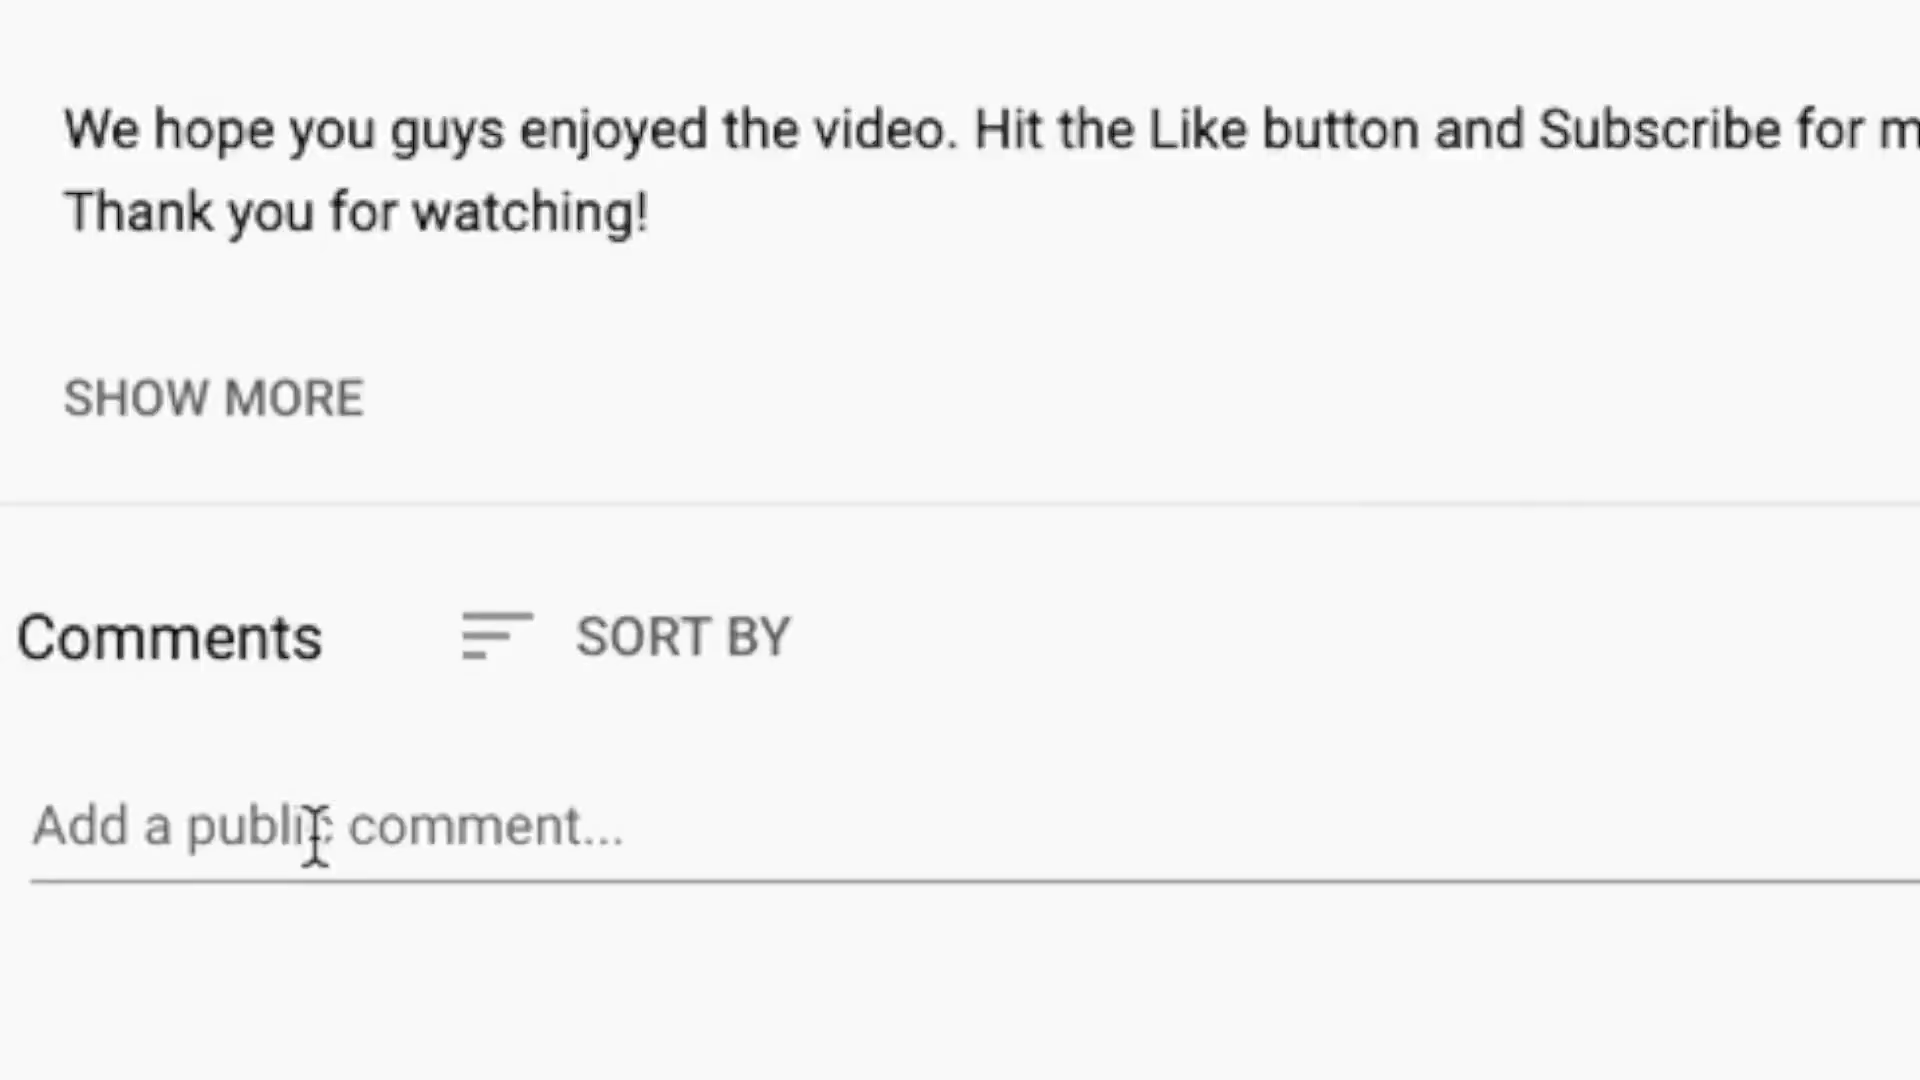 We hope you guys enjoyed the video. Hit the Like button and Subscribe for
Thank you for watching!
SHOW MORE
Comments
SORT BY
Add a public comment...